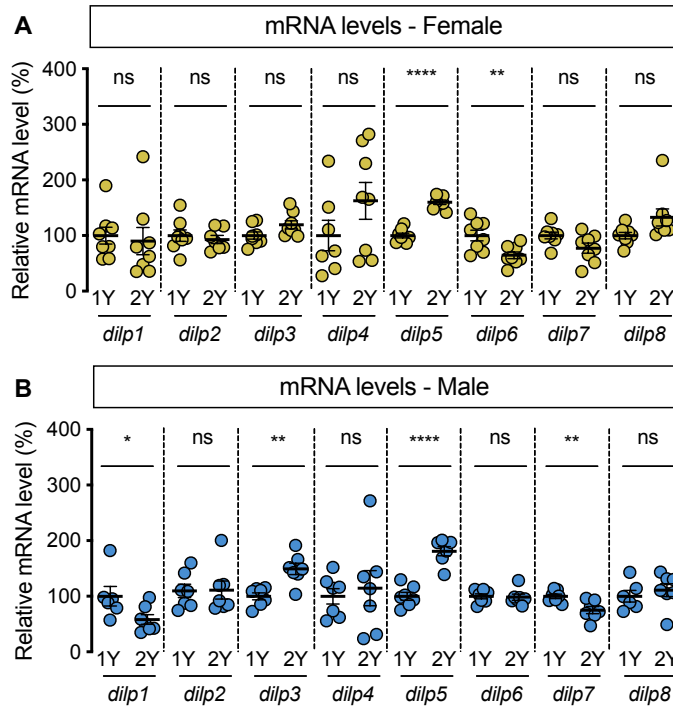 A
mRNA levels - Female
Relative mRNA level (%)
400
300
200
100
0
ns ns ns ns **** ** ns ns
1Y 2Y 1Y 2Y 1Y 2Y 1Y 2Y 1Y 2Y 1Y 2Y 1Y 2Y 1Y 2Y
dilp1 dilp2 dilp3 dilp4 dilp5 dilp6 dilp7 dilp8
B
mRNA levels - Male
Relative mRNA level (%)
400
300
200
100
0
* ns ** ns **** ns ** ns
1Y 2Y 1Y 2Y 1Y 2Y 1Y 2Y 1Y 2Y 1Y 2Y 1Y 2Y 1Y 2Y
dilp1 dilp2 dilp3 dilp4 dilp5 dilp6 dilp7 dilp8